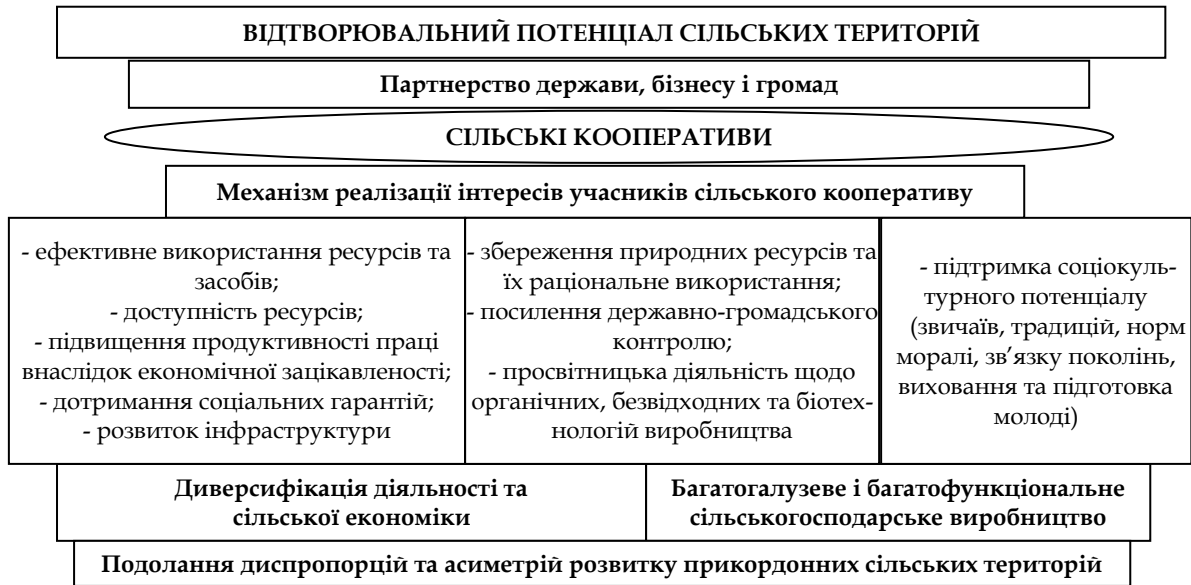 ВІДТВОРЮВАЛЬНИЙ ПОТЕНЦІАЛ СІЛЬСЬКИХ ТЕРИТОРІЙ
Партнерство держави, бізнесу і громад
СІЛЬСЬКІ КООПЕРАТИВИ
Механізм реалізації інтересів учасників сільського кооперативу
- ефективне використання ресурсів та
засобів;
- доступність ресурсів;
- підвищення продуктивності праці
внаслідок економічної зацікавленості;
- дотримання соціальних гарантій;
- розвиток інфраструктури
- збереження природних ресурсів та
їх раціональне використання;
- посилення державно-громадського
контролю;
- просвітницька діяльність щодо
органічних, безвідходних та біотех-
нологій виробництва
- підтримка соціокуль-
турного потенціалу
(звичаїв, традицій, норм
моралі, зв’язку поколінь,
виховання та підготовка
молоді)
Диверсифікація діяльності та
сільської економіки
Багатогалузеве і багатофункціональне
сільськогосподарське виробництво
Подолання диспропорцій та асиметрій розвитку прикордонних сільських територій